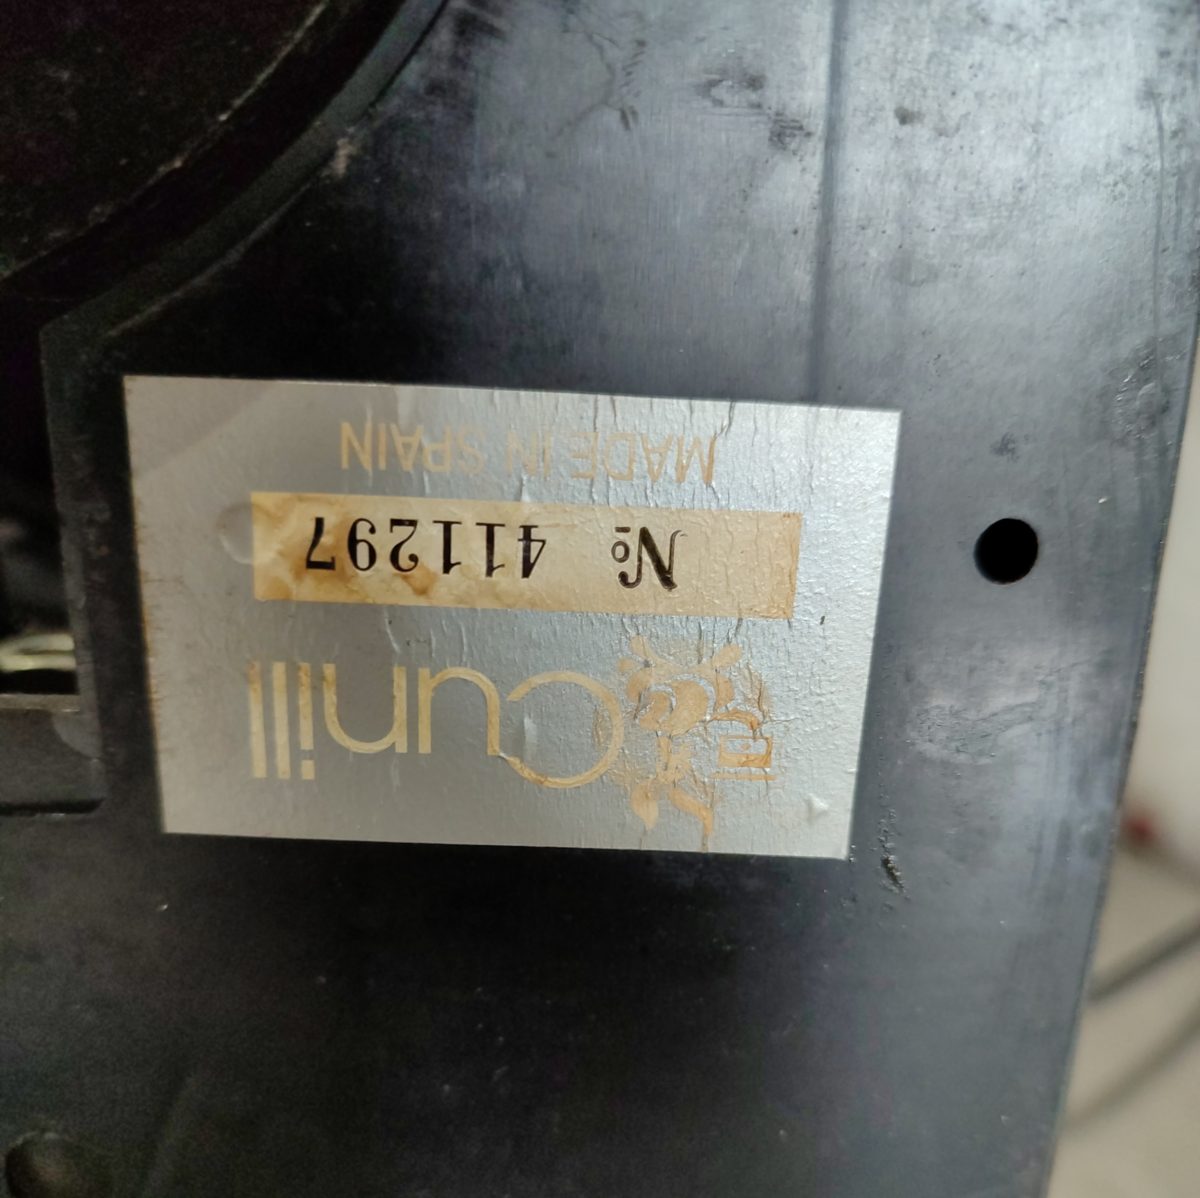 Cunill
№ 411297
MADE IN SPAIN